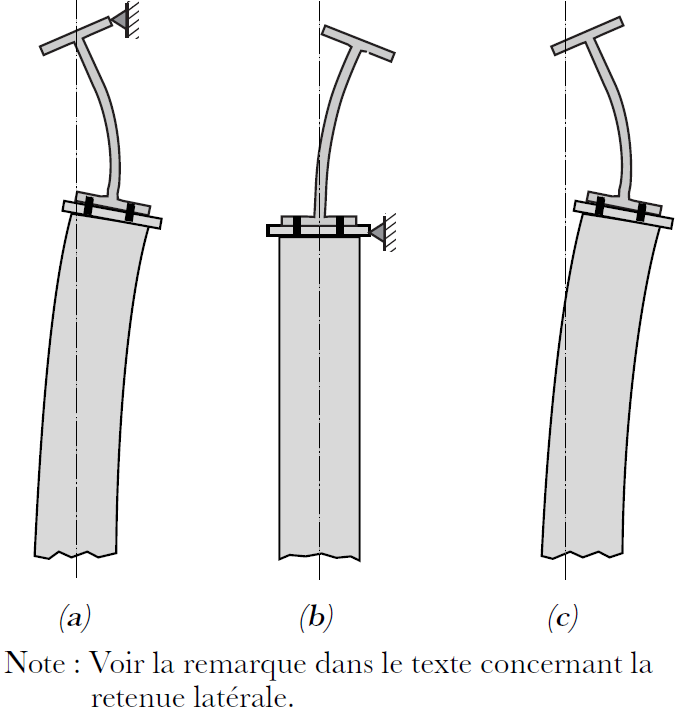 (a) (b) (c)
Note : Voir la remarque dans le texte concernant la
retenue latérale.